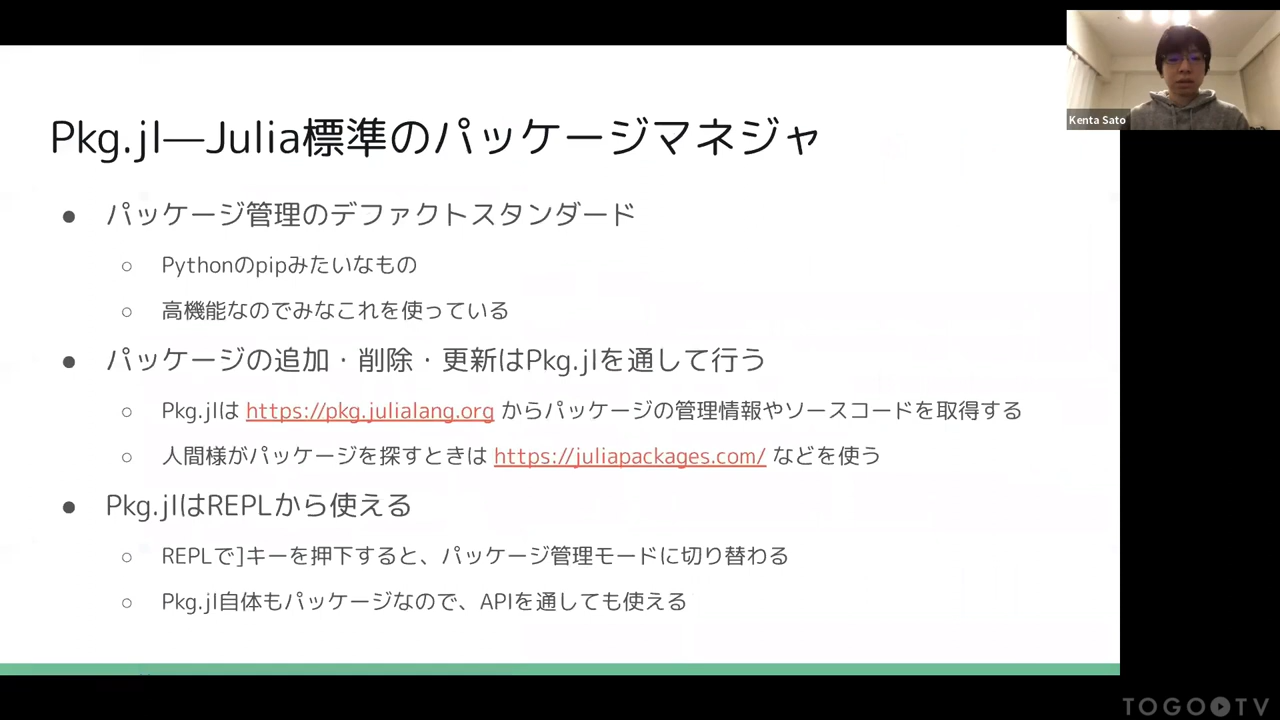 Kenta Sato
Pkg.jl—Julia標準のパッケージマネジャ
● パッケージ管理のデファクトスタンダード
○ Pythonのpipみたいなもの
○ 高機能なのでみなこれを使っている
● パッケージの追加・削除・更新はPkg.jlを通して行う
○ Pkg.jlは https://pkg.julialang.org からパッケージの管理情報やソースコードを取得する
○ 人間様がパッケージを探すときは https://juliapackages.com/ などを使う
● Pkg.jlはREPLから使える
○ REPLで]キーを押下すると、パッケージ管理モードに切り替わる
○ Pkg.jl自体もパッケージなので、APIを通しても使える
TOGO TV